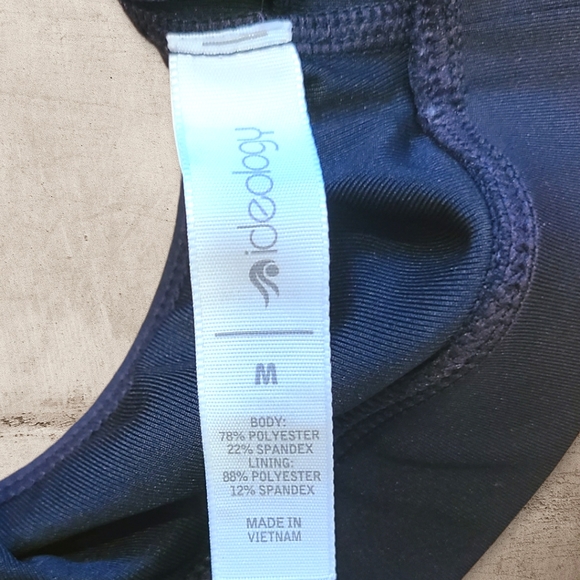 ideology
M
BODY:
78% POLYESTER
22% SPANDEX
LINING:
88% POLYESTER
12% SPANDEX
MADE IN
VIETNAM